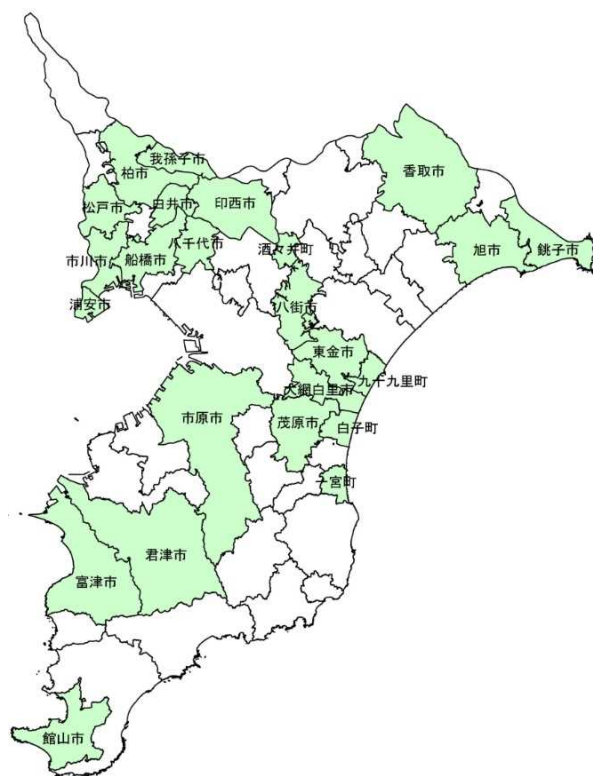 我孫子市
柏市
香取市
松戸市
白井市
印西市
八千代市
酒々井町
市川市
船橋市
旭市
銚子市
浦安市
八街市
東金市
九十九里町
大網白里市
市原市
茂原市
白子町
一宮町
君津市
富津市
館山市